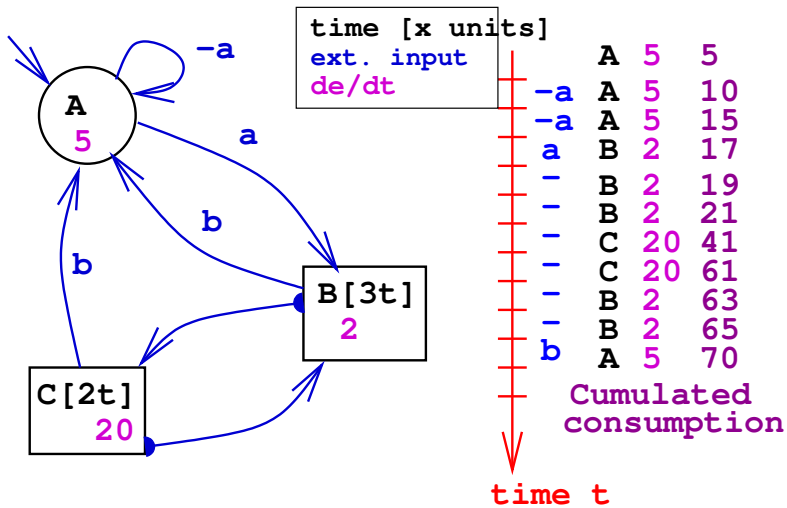 time [x units]
ext. input
de/dt
-a
A
5
a
b
b
B[3t]
2
C[2t]
20
A 5 5
-a A 5 10
-a A 5 15
a B 2 17
- B 2 19
- B 2 21
- C 20 41
- C 20 61
- B 2 63
- B 2 65
b A 5 70
Cumulated
consumption
time t